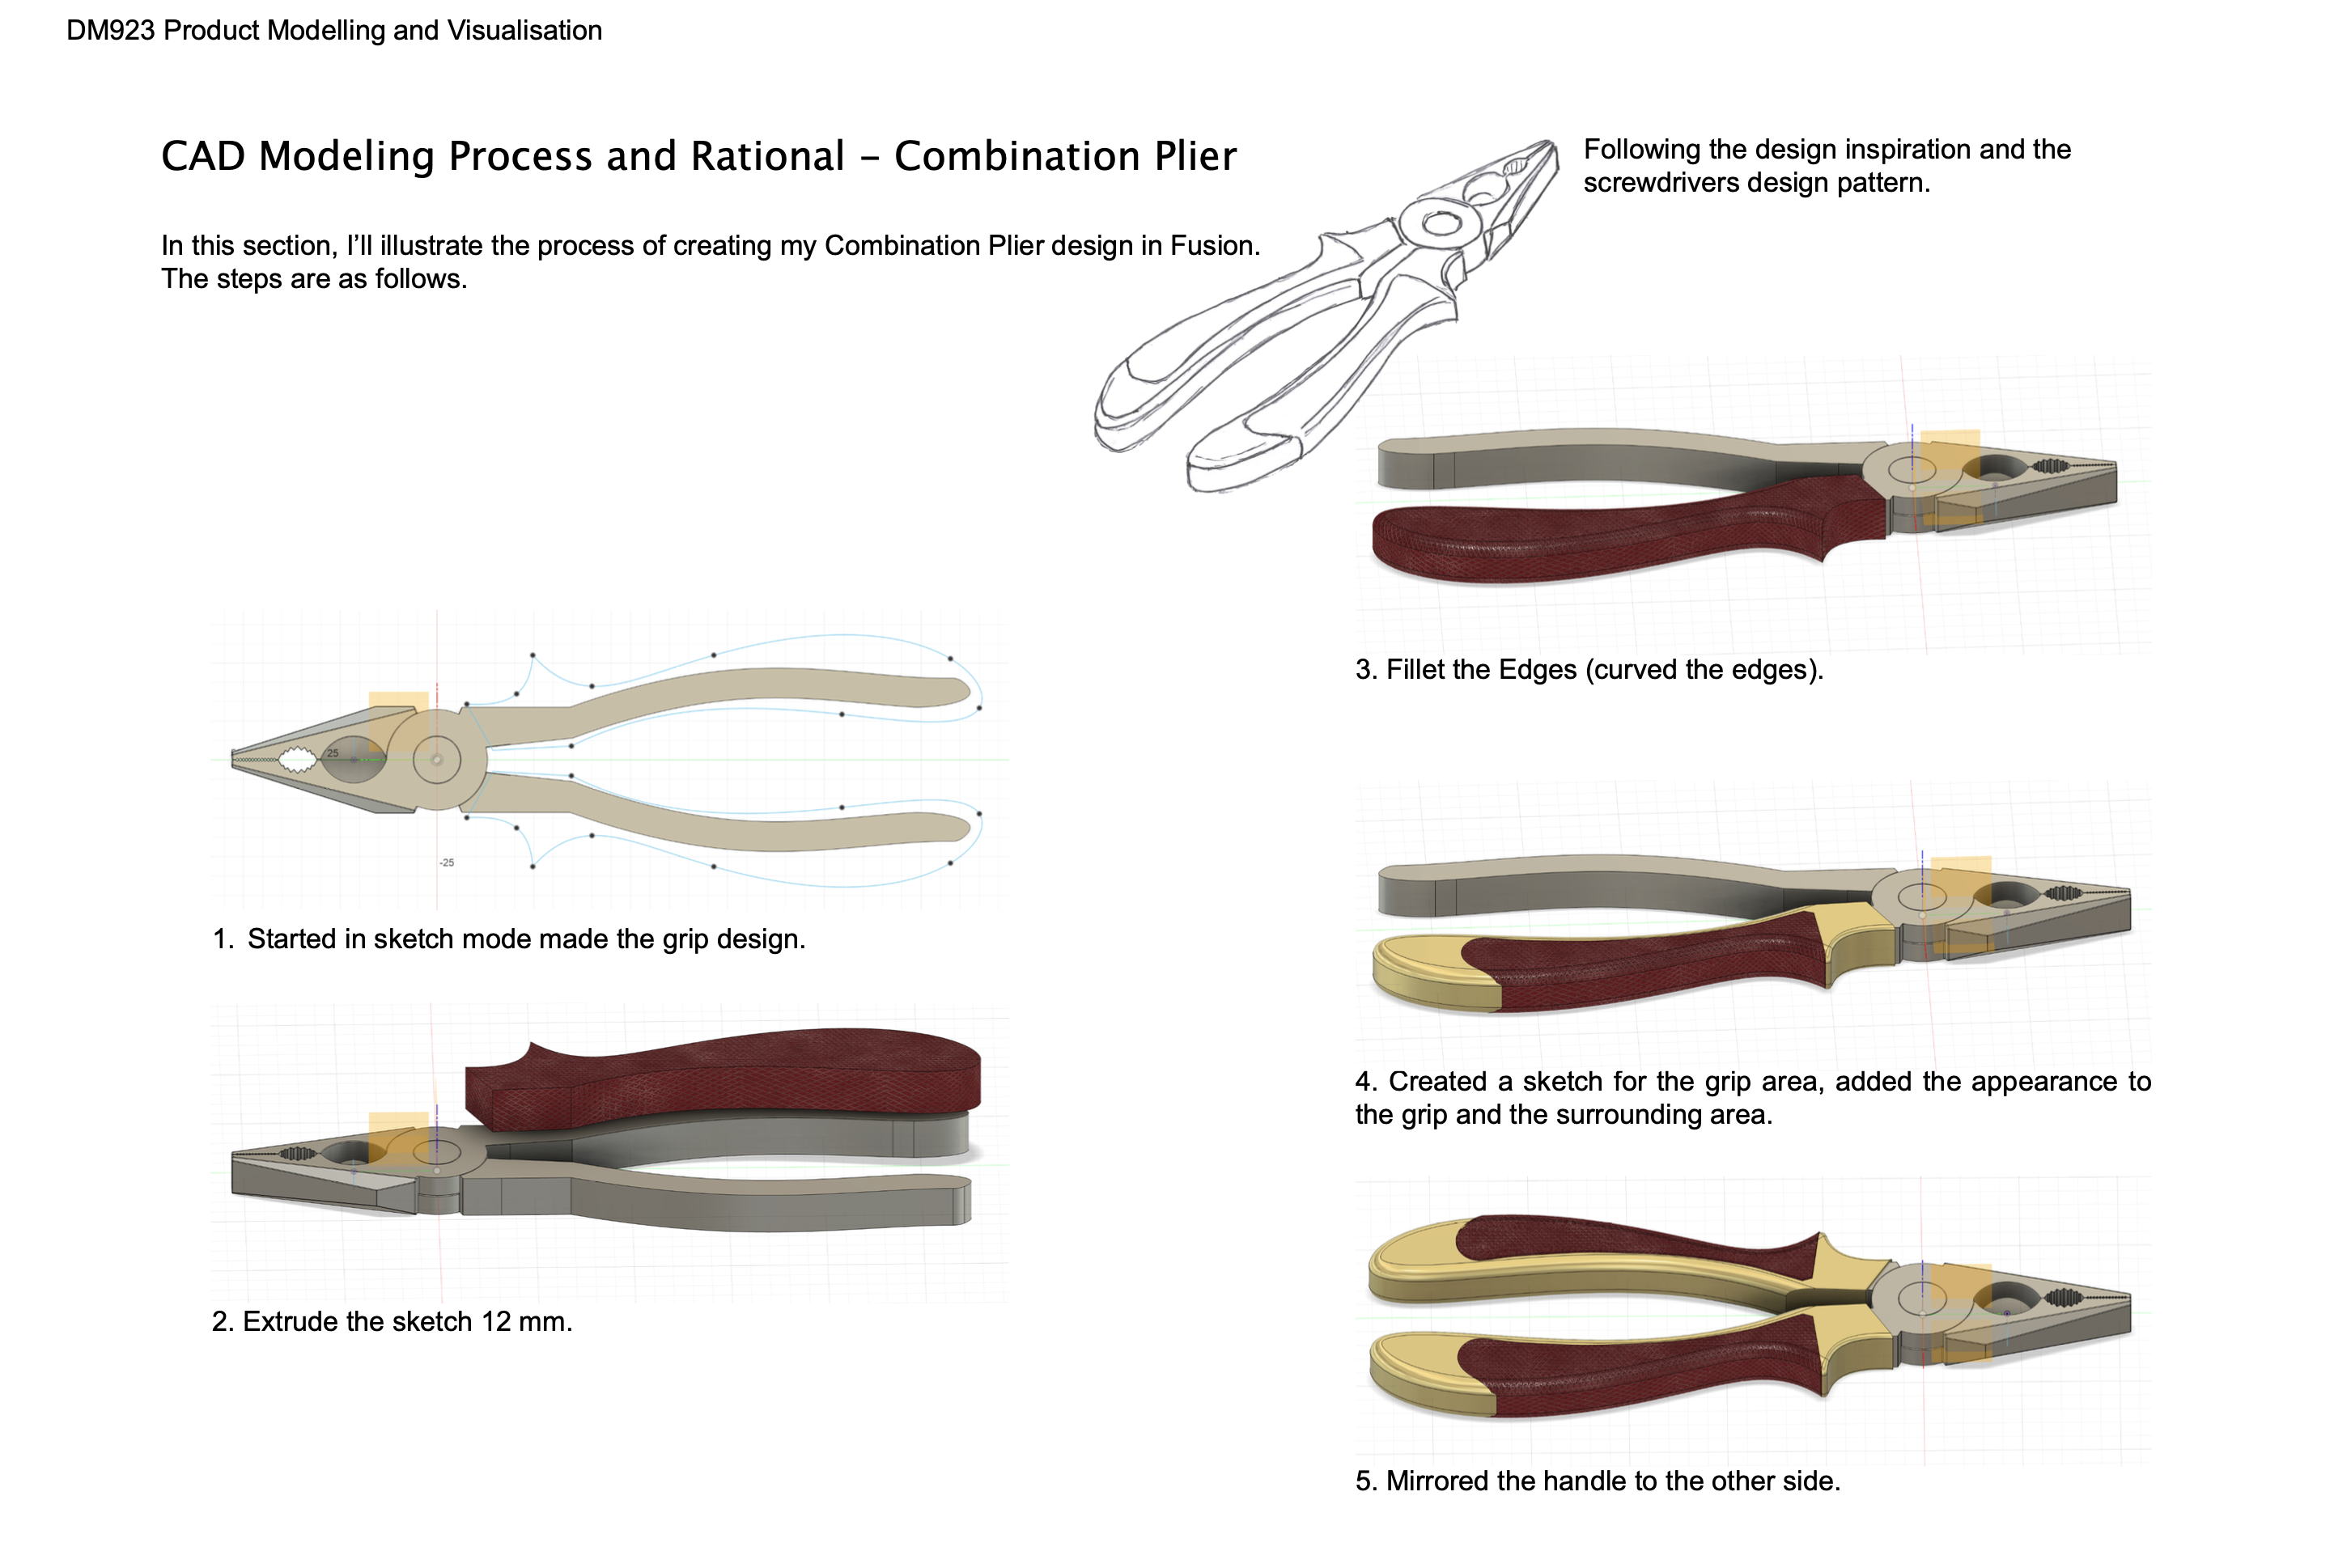 DM923 Product Modelling and Visualisation
CAD Modeling Process and Rational – Combination Plier
In this section, I’ll illustrate the process of creating my Combination Plier design in Fusion.
The steps are as follows.
Following the design inspiration and the
screwdrivers design pattern.
25
-25
1. Started in sketch mode made the grip design.
2. Extrude the sketch 12 mm.
3. Fillet the Edges (curved the edges).
4. Created a sketch for the grip area, added the appearance to
the grip and the surrounding area.
5. Mirrored the handle to the other side.